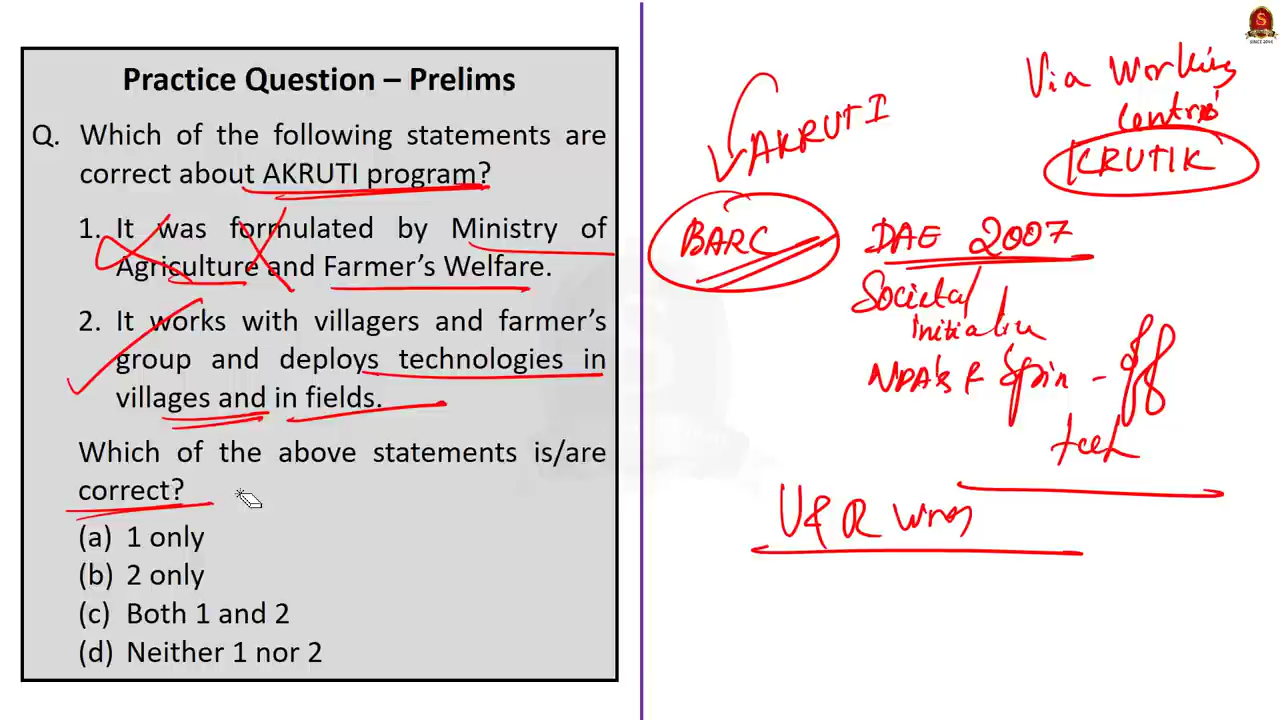 Practice Question – Prelims
Q. Which of the following statements are
correct about AKRUTI program?
1. It was formulated by Ministry of
Agriculture and Farmer's Welfare.
2. It works with villagers and farmer's
group and deploys technologies in
villages and in fields.
Which of the above statements is/are
correct?
(a) 1 only
(b) 2 only
(c) Both 1 and 2
(d) Neither 1 nor 2
AKRUTI
Via Working
KRUTIK
BARC
DAE 2007
Societal
tech
S
SINCE 2014